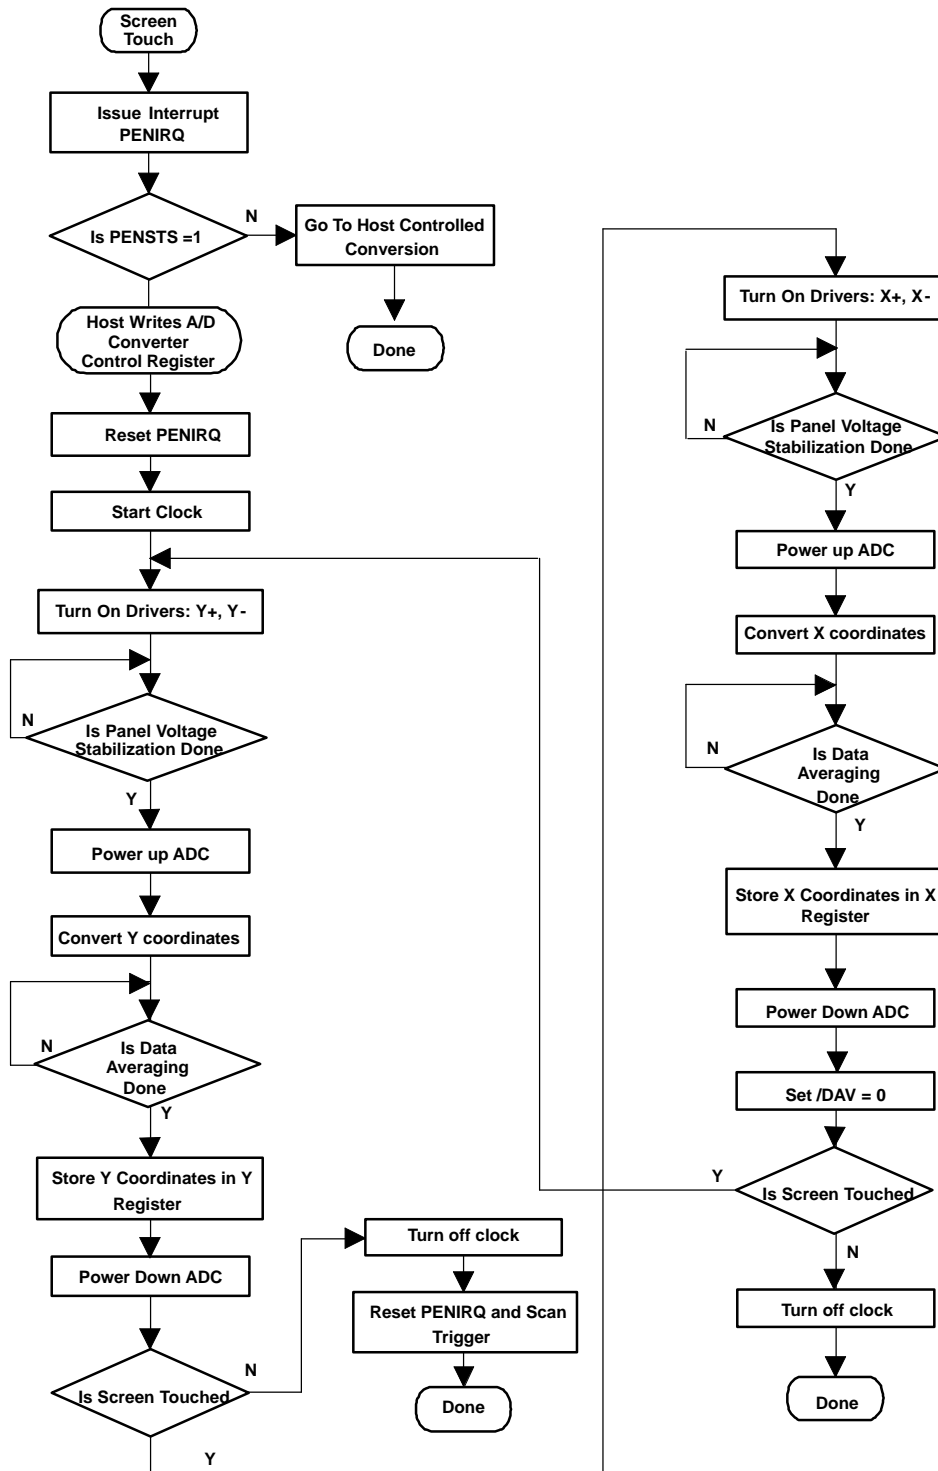 Screen
Touch
Issue Interrupt
PENIRQ
Is PENSTS =1
N
Go To Host Controlled
Conversion
Done
Host Writes A/D
Converter
Control Register
Reset PENIRQ
Start Clock
Turn On Drivers: Y+, Y-
N
Is Panel Voltage
Stabilization Done
Y
Power up ADC
Convert Y coordinates
N
Is Data
Averaging
Done
Y
Store Y Coordinates in Y
Register
Power Down ADC
Is Screen Touched
N
Y
Turn off clock
Reset PENIRQ and Scan
Trigger
Done
Turn On Drivers: X+, X-
N
Is Panel Voltage
Stabilization Done
Y
Power up ADC
Convert X coordinates
N
Is Data
Averaging
Done
Y
Store X Coordinates in X
Register
Power Down ADC
Set /DAV = 0
Y
Is Screen Touched
N
Turn off clock
Done